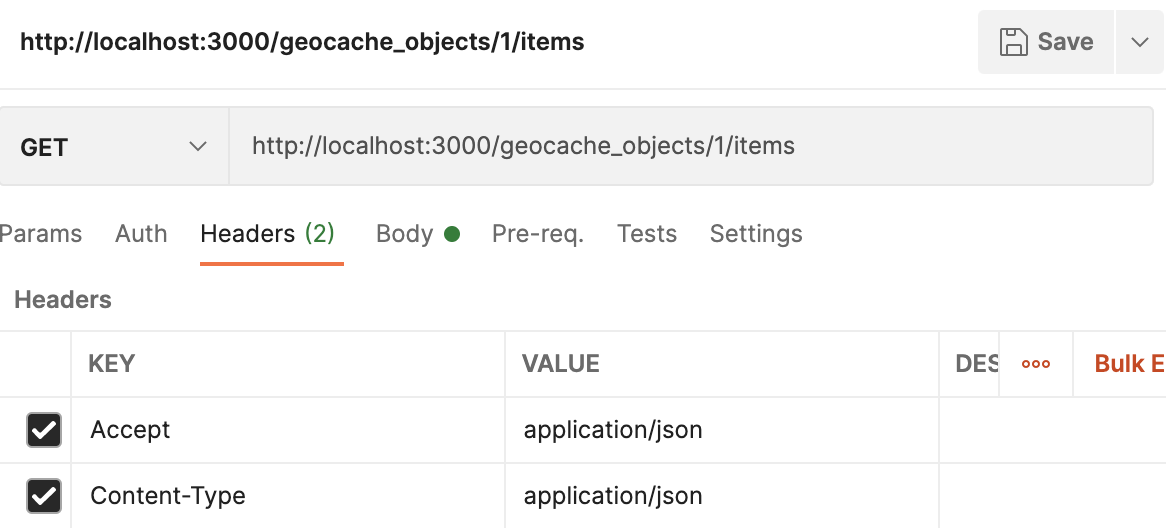 http://localhost:3000/geocache_objects/1/items
Save
GET http://localhost:3000/geocache_objects/1/items
Params Auth Headers (2) Body Pre-req. Tests Settings
Headers
KEY VALUE DES ooo Bulk E
Accept application/json
Content-Type application/json